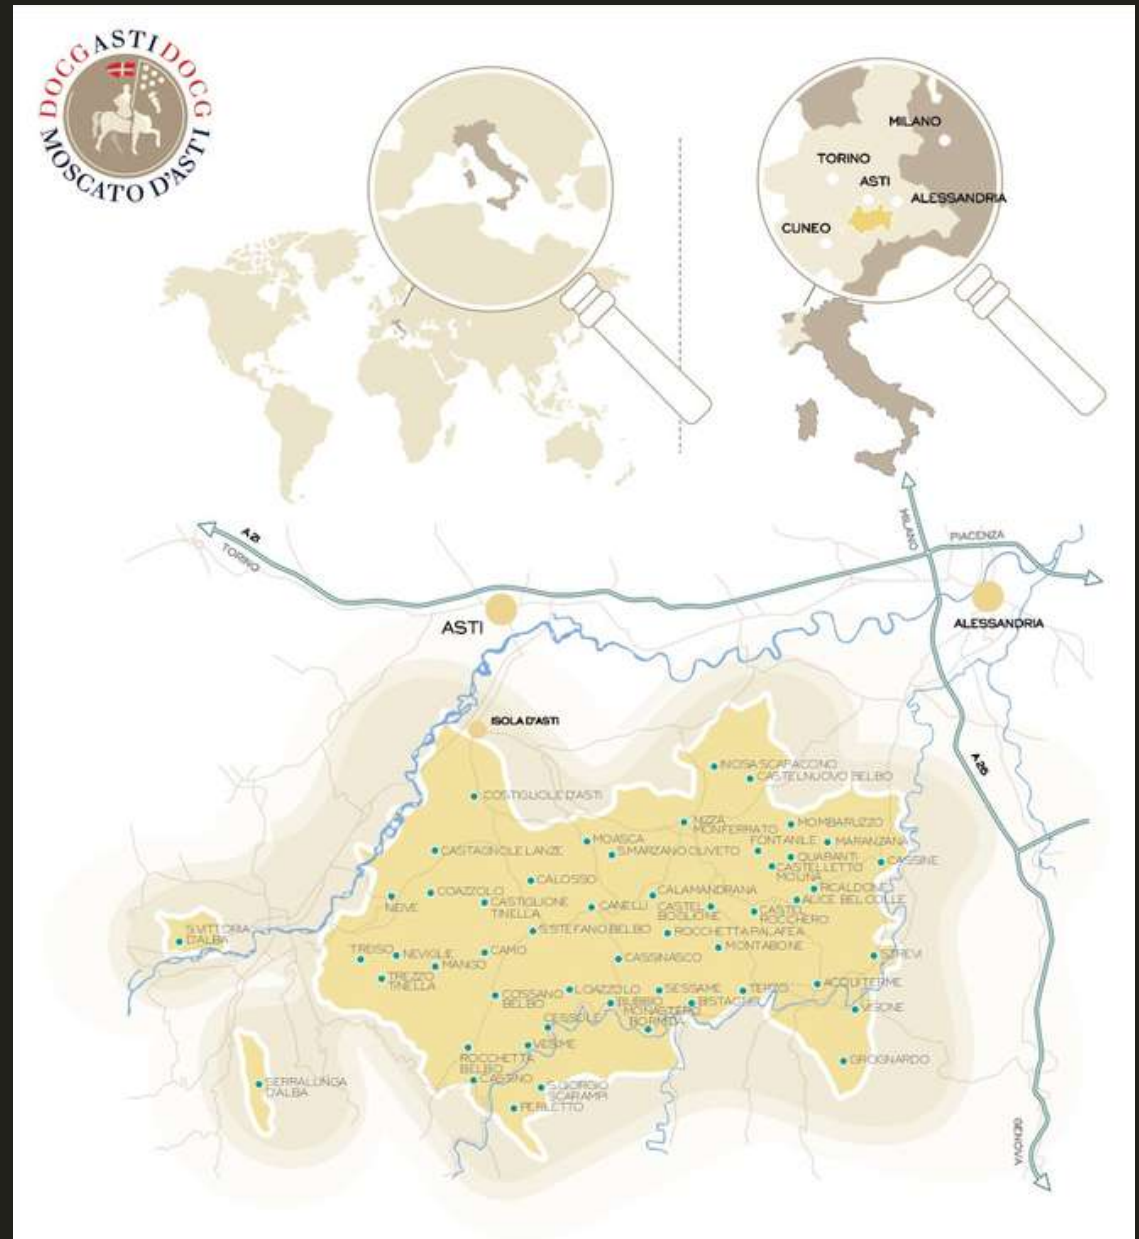 DOCG ASTI DOCG
MOSCATO D'ASTI
MILANO
TORINO
ASTI
ALESSANDRIA
CUNEO
A 21
TORINO
MILANO
PIACENZA
ASTI
ALESSANDRIA
ISOLA D'ASTI
A 26
INCISA SCAPACCINO
CASTELNUOVO BELBO
COSTIGLIOLE D'ASTI
NIZZA
MONFERRATO
MOMBARUZZO
MOASCA
FONTANILE
MARANZANA
CASTAGNOLE LANZE
S.MARZANO OLIVETO
QUARANTI
CASSINE
CASTELLETTO
MOLINA
CALOSSO
RICALDONE
COAZZOLO
CALAMANDRANA
ALICE BEL COLLE
NEIVE
CASTIGLIONE
TINELLA
CANELLI
CASTEL
BOGLIONE
CASTEL
ROCCHERO
S.VITTORIA
D'ALBA
S.STEFANO BELBO
ROCCHETTA PALAFEA
MONTABONE
TREISO
NEVIGLIE
CAMO
MANGO
CASSINASCO
STREVI
TREZZO
TINELLA
COSSANO
BELBO
LOAZZOLO
SESSAME
TERZO
ACQUI TERME
BUBBIO
BISTAGNO
VISONE
MONASTERO
BORMIDA
CESSOLE
VESIME
ROCCHETTA
BELBO
GROGNARDO
SERRALUNGA
D'ALBA
CASSINO
S.GIORGIO
SCARAMPI
PERLETTO
GENOVA